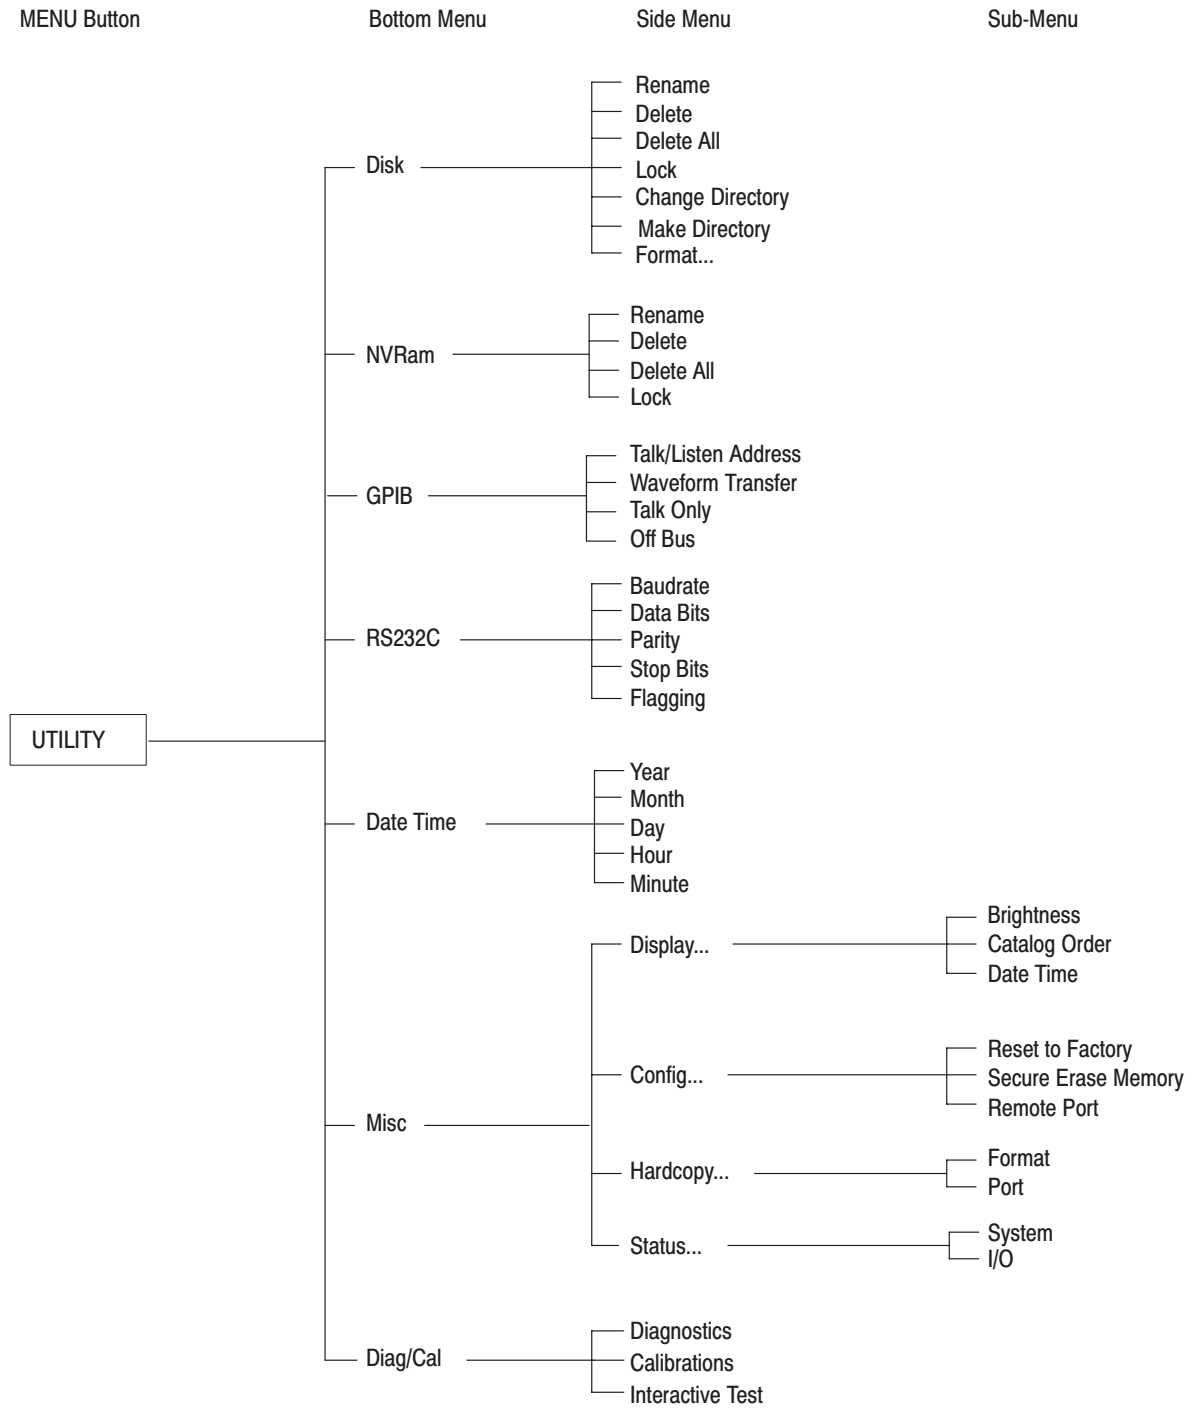 MENU Button Bottom Menu Side Menu Sub-Menu
Rename
Delete
Delete All
Disk
Lock
Change Directory
Make Directory
Format...
Rename
Delete
NVRam
Delete All
Lock
Talk/Listen Address
Waveform Transfer
GPIB
Talk Only
Off Bus
Baudrate
Data Bits
RS232C
Parity
Stop Bits
Flagging
UTILITY
Year
Month
Date Time
Day
Hour
Minute
Display...
Brightness
Catalog Order
Date Time
Config...
Reset to Factory
Secure Erase Memory
Remote Port
Misc
Hardcopy...
Format
Port
Status...
System
I/O
Diag/Cal
Diagnostics
Calibrations
Interactive Test